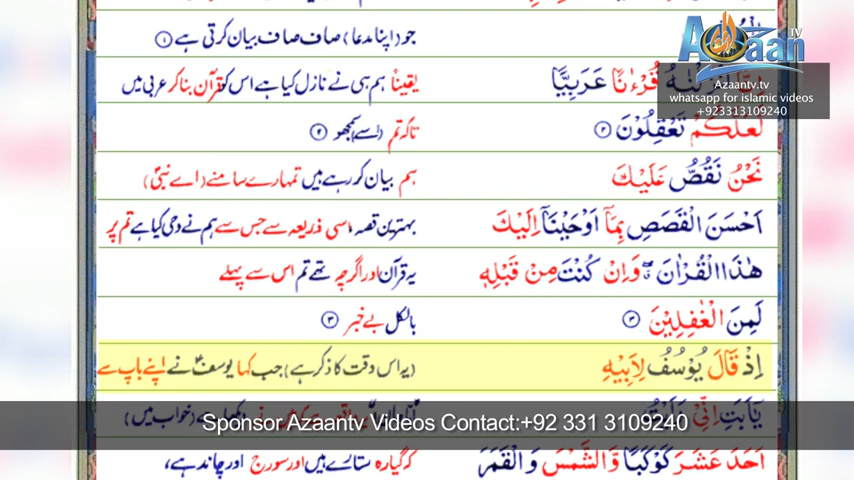 جو (اپنا مدعا) صاف صاف بیان کرتی ہے ①
Azaan TV
Azaantv.tv
whatsapp for islamic videos
+923313109240
قُرْءٰنًا عَرَبِيًّا یقینًا ہم ہی نے نازل کیا ہے اس کو قرآن بنا کر عربی میں
لَعَلَّكُمْ تَعْقِلُوْنَ ② تاکہ تم (اسے) سمجھو ②
نَحْنُ نَقُصُّ عَلَيْكَ ہم بیان کر رہے ہیں تمہارے سامنے (اے نبیؐ)
اَحْسَنَ الْقَصَصِ بِمَآ اَوْحَيْنَآ اِلَيْكَ بہترین قصہ اسی ذریعہ سے جس سے ہم نے وحی کیا ہے تم پر
هٰذَا الْقُرْاٰنَ ۖ وَاِنْ كُنْتَ مِنْ قَبْلِهٖ یہ قرآن اور اگرچہ تھے تم اس سے پہلے
لَمِنَ الْغٰفِلِيْنَ ③ بالکل بے خبر ③
اِذْ قَالَ يُوْسُفُ لِاَبِيْهِ (یہ اس وقت کا ذکر ہے) جب کہا یوسفؑ نے اپنے باپ سے
يٰٓاَبَتِ اِنِّيْ (خواب میں)
Sponsor Azaantv Videos Contact:+92 331 3109240
اَحَدَ عَشَرَ كَوْكَبًا وَّالشَّمْسَ وَالْقَمَرَ کہ گیارہ ستارے ہیں اور سورج اور چاند ہے،